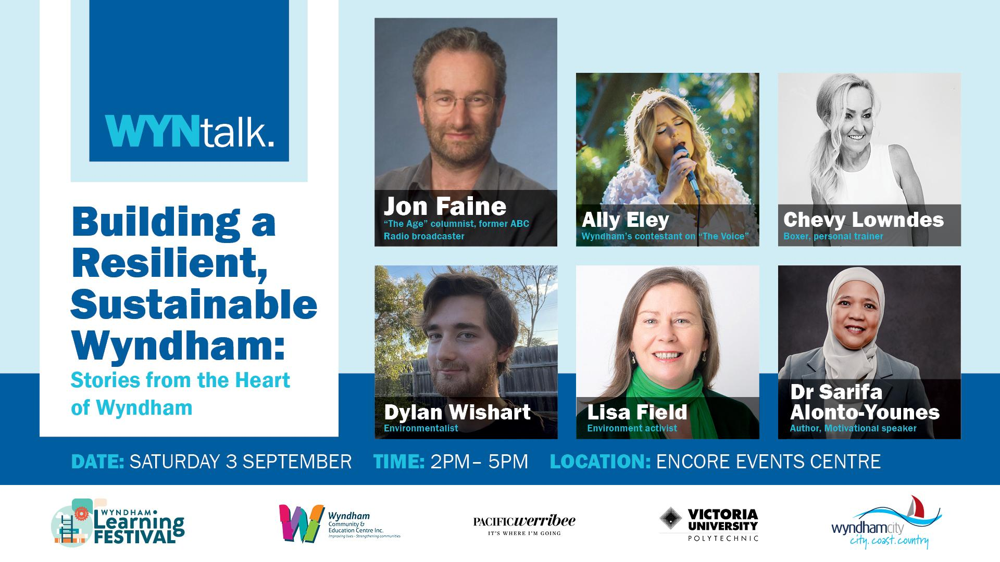 WYNtalk.
Building a
Resilient,
Sustainable
Wyndham:
Stories from the Heart
of Wyndham
Jon Faine
“The Age” columnist, former ABC
Radio broadcaster
Ally Eley
Wyndham’s contestant on “The Voice”
Chevy Lowndes
Boxer, personal trainer
Dylan Wishart
Environmentalist
Lisa Field
Environment activist
Dr Sarifa
Alonto-Younes
Author, Motivational speaker
DATE: SATURDAY 3 SEPTEMBER TIME: 2PM– 5PM LOCATION: ENCORE EVENTS CENTRE
WYNDHAM
Learning
FESTIVAL
W
Wyndham
Community &
Education Centre Inc.
Improving lives - Strengthening communities
PACIFICwerribee
IT'S WHERE I'M GOING
VICTORIA
UNIVERSITY
POLYTECHNIC
wyndhamcity
city. coast. country